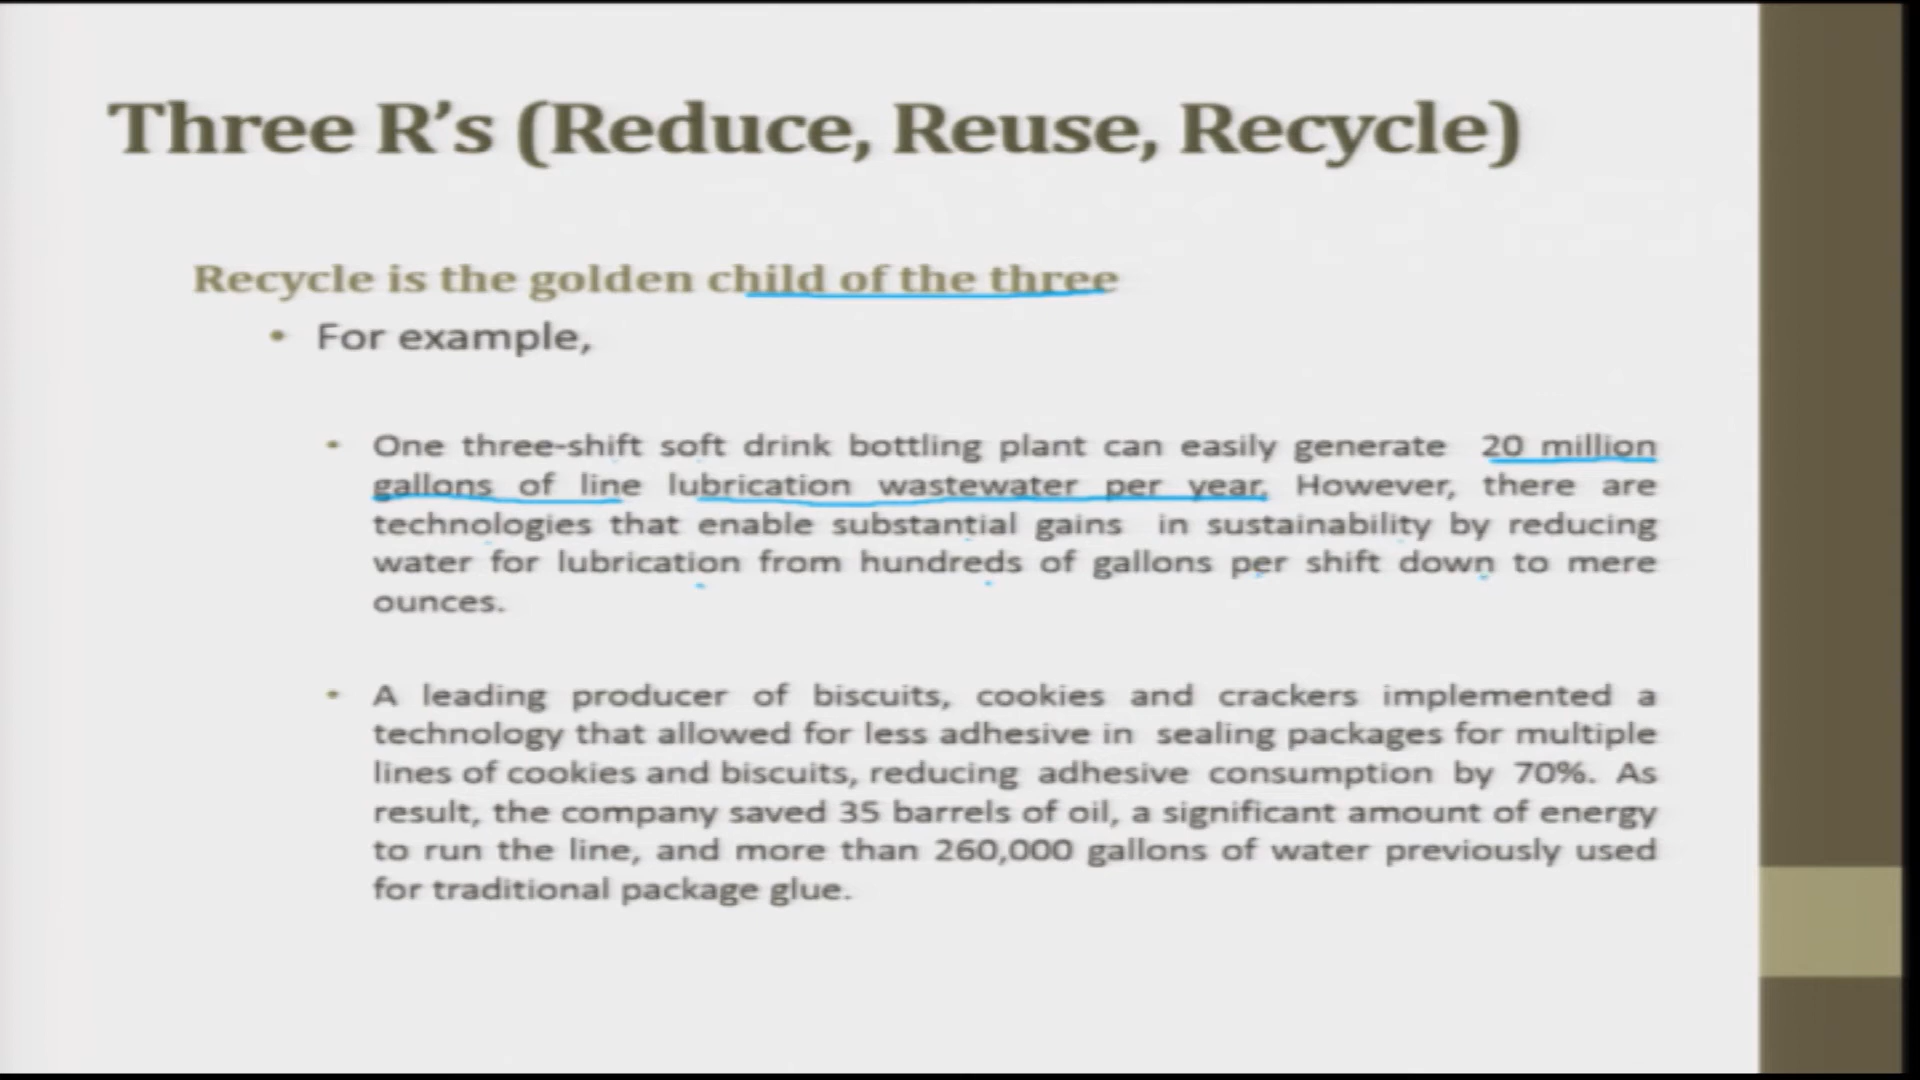 Three R's (Reduce, Reuse, Recycle)
Recycle is the golden child of the three
• For example,
• One three-shift soft drink bottling plant can easily generate 20 million
gallons of line lubrication wastewater per year. However, there are
technologies that enable substantial gains in sustainability by reducing
water for lubrication from hundreds of gallons per shift down to mere
ounces.
• A leading producer of biscuits, cookies and crackers implemented a
technology that allowed for less adhesive in sealing packages for multiple
lines of cookies and biscuits, reducing adhesive consumption by 70%. As
result, the company saved 35 barrels of oil, a significant amount of energy
to run the line, and more than 260,000 gallons of water previously used
for traditional package glue.